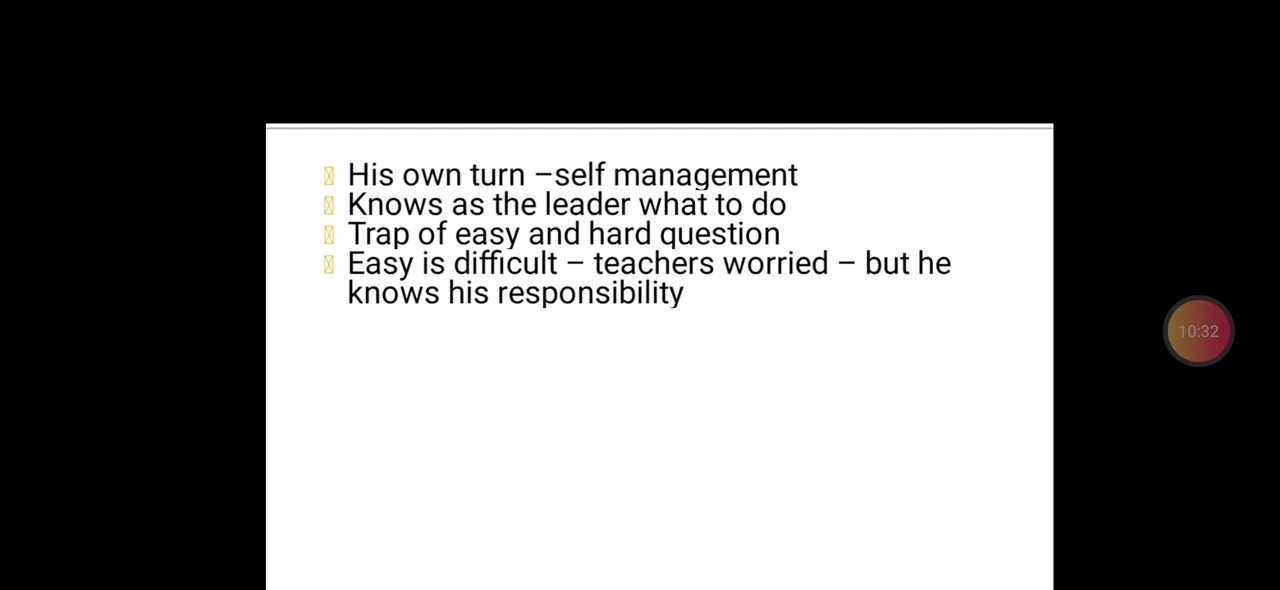 His own turn –self management
Knows as the leader what to do
Trap of easy and hard question
Easy is difficult – teachers worried – but he
knows his responsibility
10:32